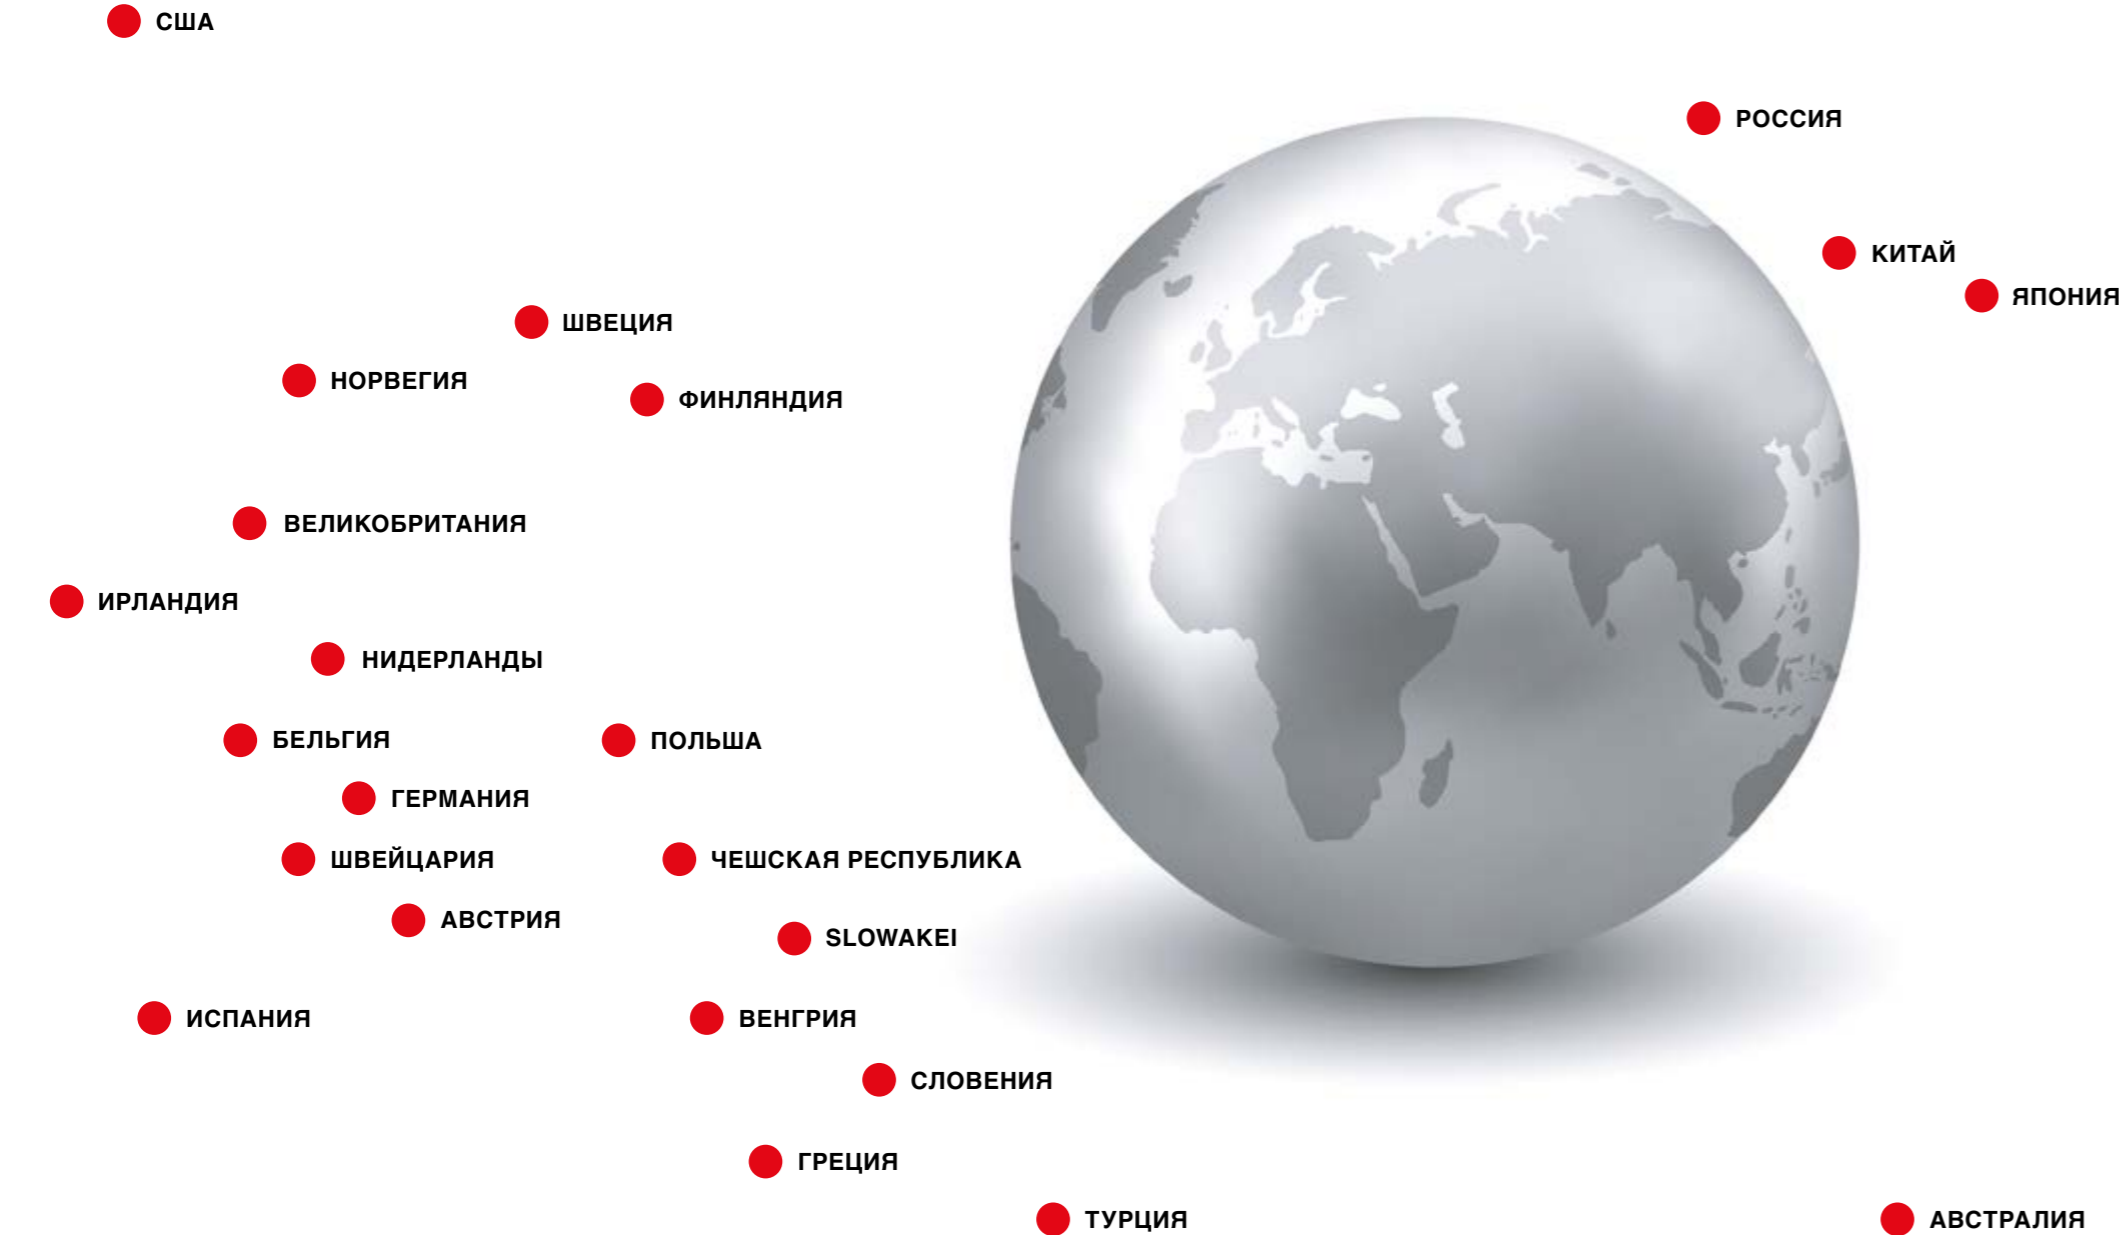 США
РОССИЯ
КИТАЙ
ЯПОНИЯ
ШВЕЦИЯ
НОРВЕГИЯ
ФИНЛЯНДИЯ
ВЕЛИКОБРИТАНИЯ
ИРЛАНДИЯ
НИДЕРЛАНДЫ
БЕЛЬГИЯ
ПОЛЬША
ГЕРМАНИЯ
ШВЕЙЦАРИЯ
ЧЕШСКАЯ РЕСПУБЛИКА
АВСТРИЯ
SLOWAKEI
ИСПАНИЯ
ВЕНГРИЯ
СЛОВЕНИЯ
ГРЕЦИЯ
ТУРЦИЯ
АВСТРАЛИЯ